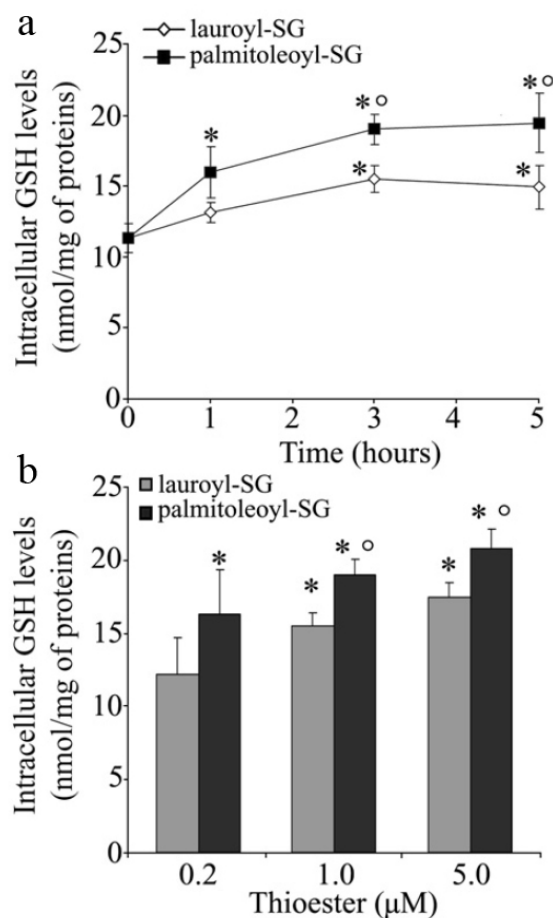 a
lauroyl-SG
palmitoleoyl-SG
Intracellular GSH levels
(nmol/mg of proteins)
25
20
15
10
5
0
* *° *°
* *
0 1 2 3 4 5
Time (hours)
b
lauroyl-SG
palmitoleoyl-SG
Intracellular GSH levels
(nmol/mg of proteins)
25
20
15
10
5
0
* * *° * *°
0.2 1.0 5.0
Thioester (μM)